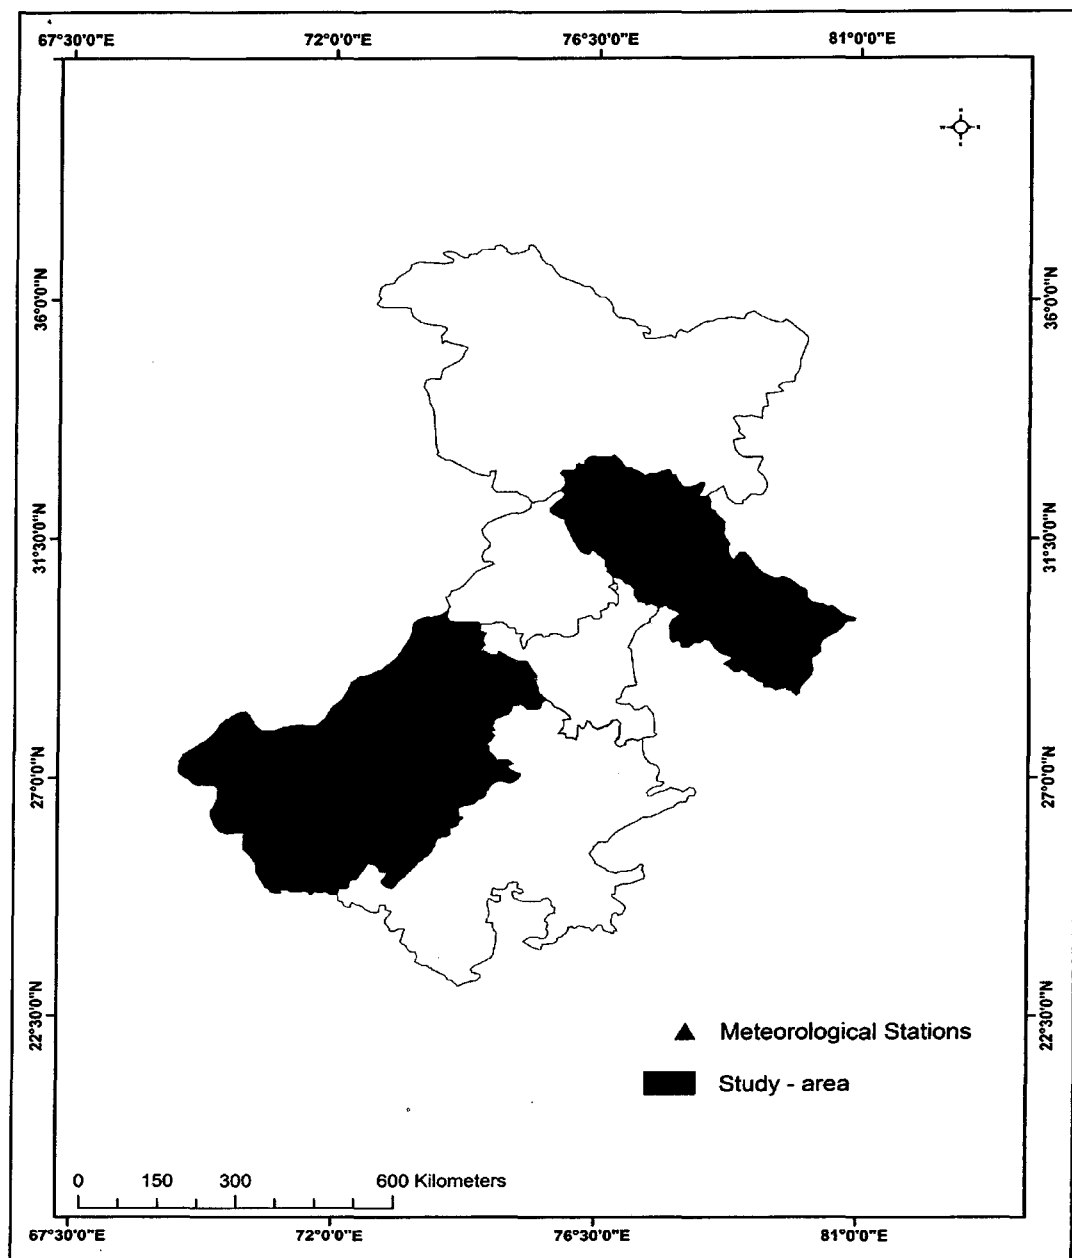 67°30'0"E 72°0'0"E 76°30'0"E 81°0'0"E
36°0'0"N 36°0'0"N
31°30'0"N 31°30'0"N
27°0'0"N 27°0'0"N
22°30'0"N 22°30'0"N
Meteorological Stations
Study - area
0 150 300 600 Kilometers
67°30'0"E 72°0'0"E 76°30'0"E 81°0'0"E